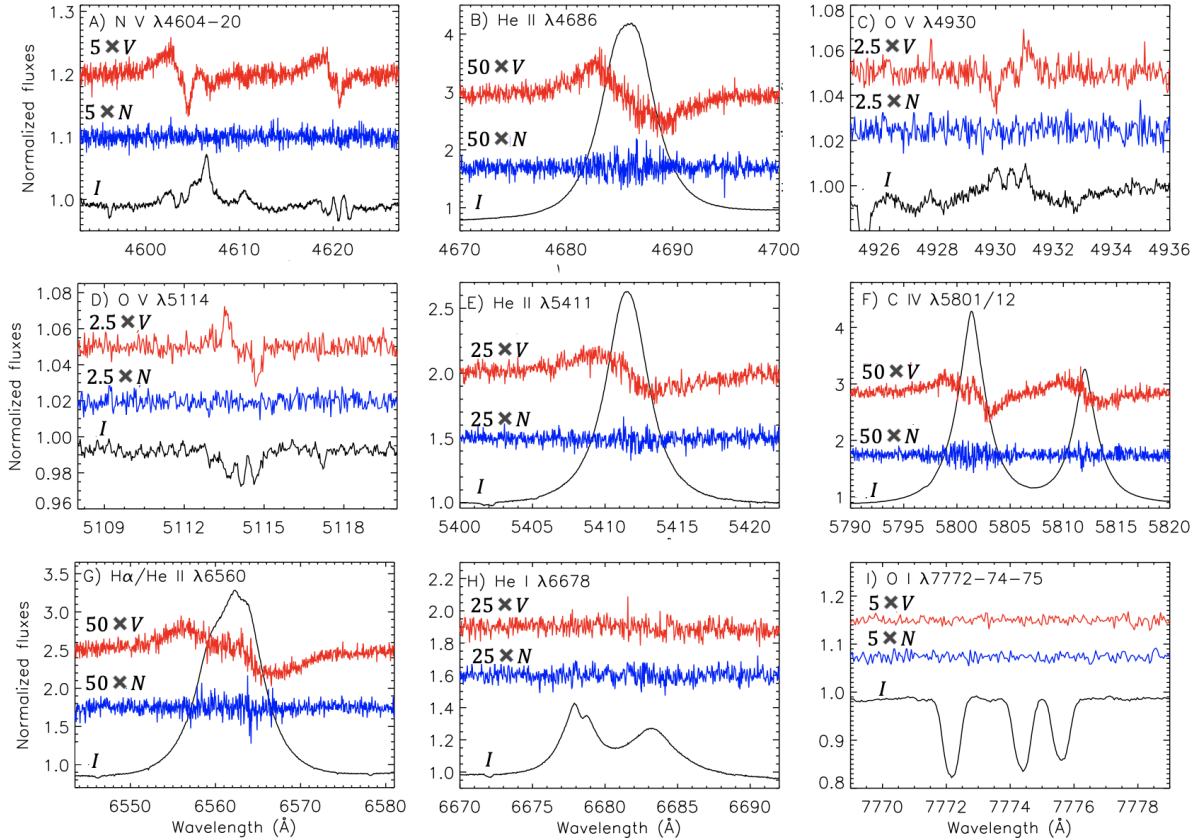 A) N V λ4604–20
5 × V
5 × N
I
1.3
1.2
1.1
1.0
4600 4610 4620
Normalized fluxes
B) He II λ4686
50 × V
50 × N
I
4
3
2
1
4670 4680 4690 4700
C) O V λ4930
2.5 × V
2.5 × N
I
1.08
1.06
1.04
1.02
1.00
4926 4928 4930 4932 4934 4936
D) O V λ5114
2.5 × V
2.5 × N
I
1.08
1.06
1.04
1.02
1.00
0.98
0.96
5109 5112 5115 5118
Normalized fluxes
E) He II λ5411
25 × V
25 × N
I
2.5
2.0
1.5
1.0
5400 5405 5410 5415 5420
F) C IV λ5801/12
50 × V
50 × N
I
4
3
2
1
5790 5795 5800 5805 5810 5815 5820
G) Hα/He II λ6560
50 × V
50 × N
I
3.5
3.0
2.5
2.0
1.5
1.0
6550 6560 6570 6580
Wavelength (Å)
Normalized fluxes
H) He I λ6678
25 × V
25 × N
I
2.2
2.0
1.8
1.6
1.4
1.2
1.0
6670 6675 6680 6685 6690
Wavelength (Å)
I) O I λ7772–74–75
5 × V
5 × N
I
1.2
1.1
1.0
0.9
0.8
7770 7772 7774 7776 7778
Wavelength (Å)